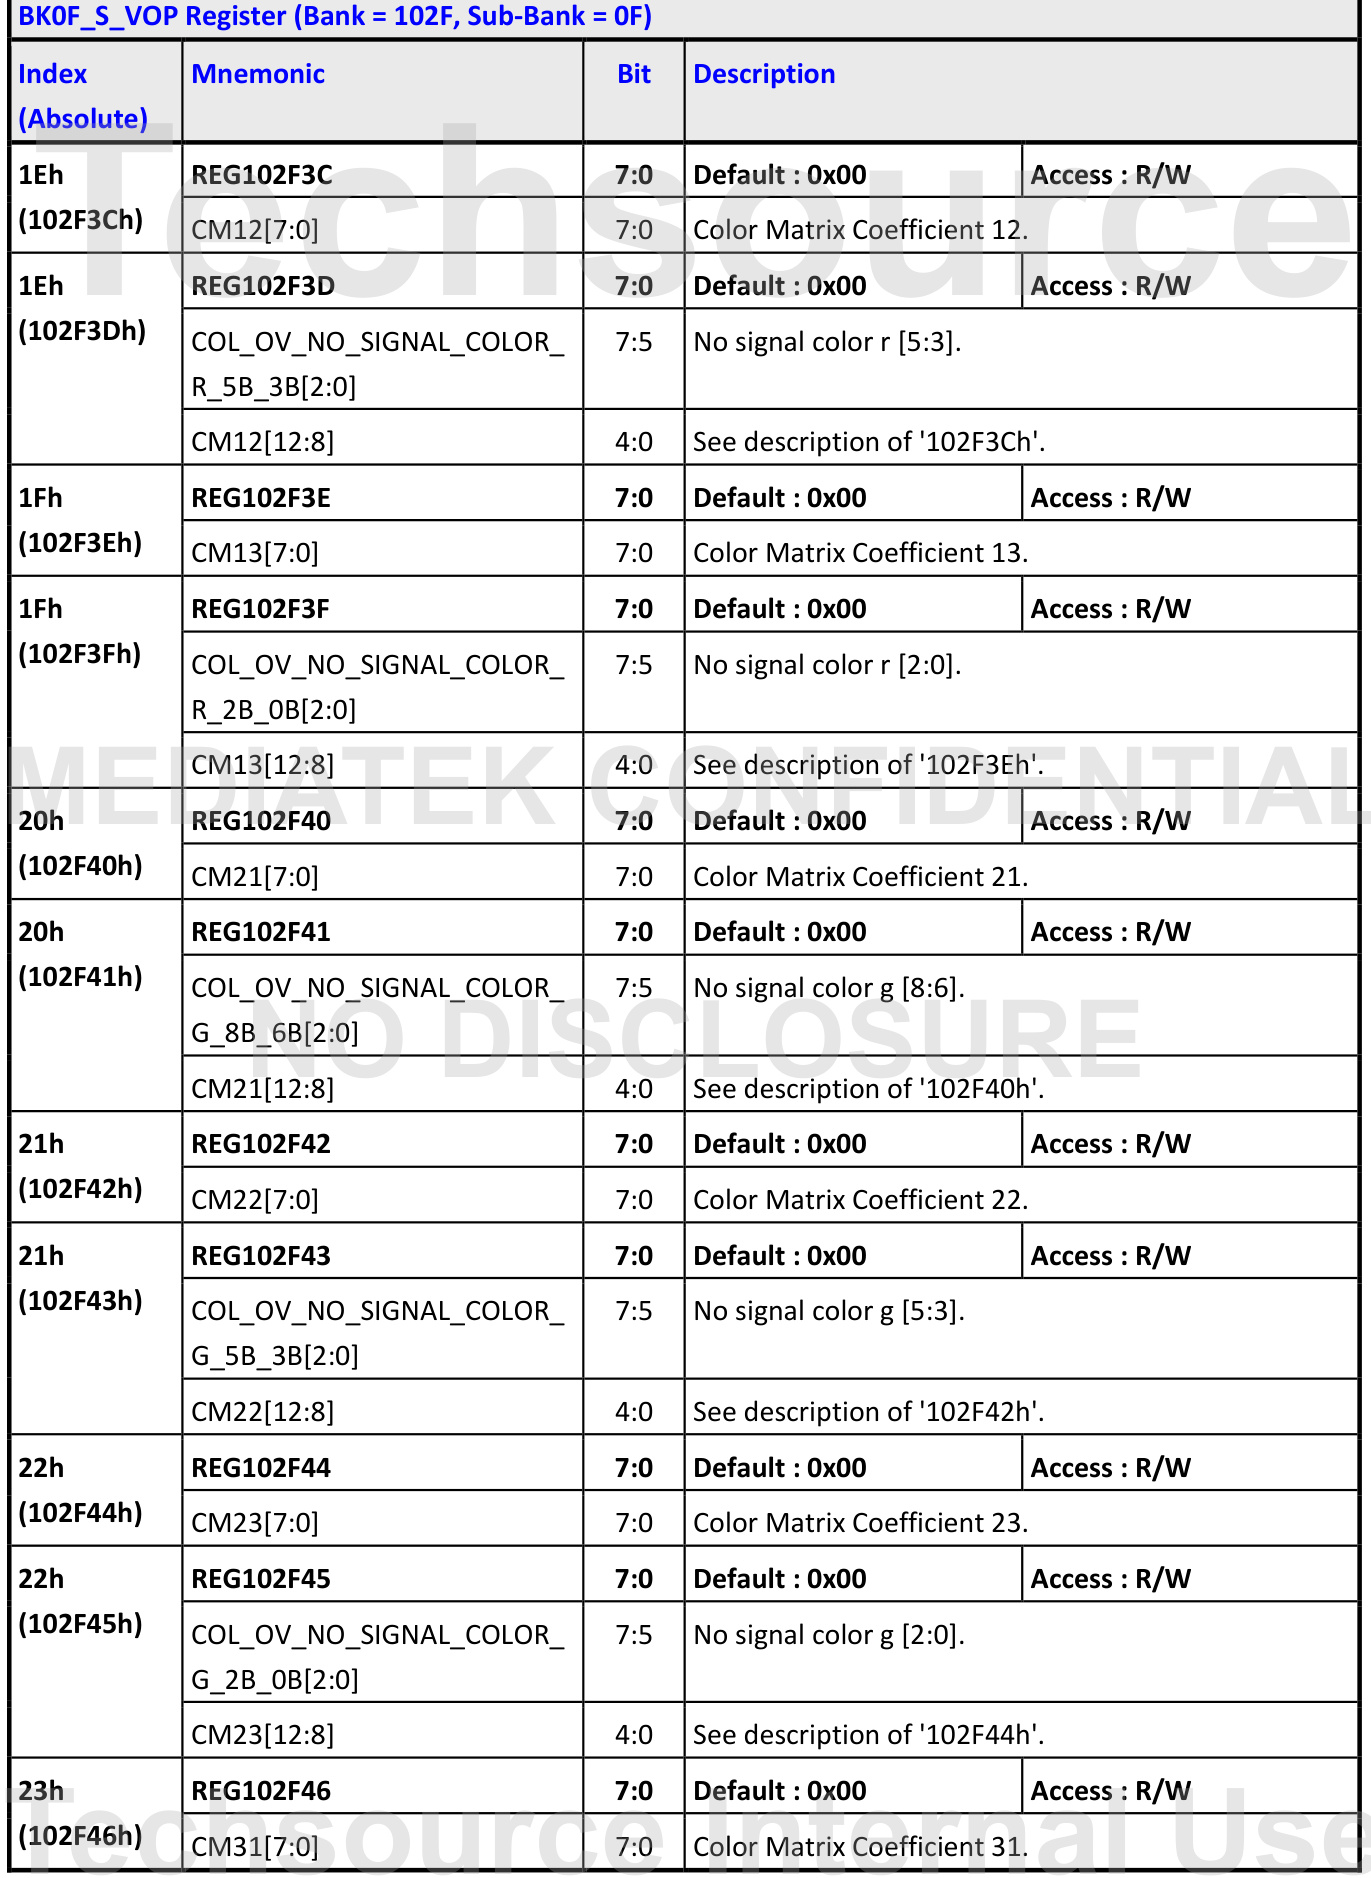 BK0F_S_VOP Register (Bank = 102F, Sub-Bank = 0F)
Index (Absolute) Mnemonic Bit Description
1Eh (102F3Ch) REG102F3C 7:0 Default : 0x00 Access : R/W
CM12[7:0] 7:0 Color Matrix Coefficient 12.
1Eh (102F3Dh) REG102F3D 7:0 Default : 0x00 Access : R/W
COL_OV_NO_SIGNAL_COLOR_ 7:5 No signal color r [5:3].
R_5B_3B[2:0]
CM12[12:8] 4:0 See description of '102F3Ch'.
1Fh (102F3Eh) REG102F3E 7:0 Default : 0x00 Access : R/W
CM13[7:0] 7:0 Color Matrix Coefficient 13.
1Fh (102F3Fh) REG102F3F 7:0 Default : 0x00 Access : R/W
COL_OV_NO_SIGNAL_COLOR_ 7:5 No signal color r [2:0].
R_2B_0B[2:0]
CM13[12:8] 4:0 See description of '102F3Eh'.
20h (102F40h) REG102F40 7:0 Default : 0x00 Access : R/W
CM21[7:0] 7:0 Color Matrix Coefficient 21.
20h (102F41h) REG102F41 7:0 Default : 0x00 Access : R/W
COL_OV_NO_SIGNAL_COLOR_ 7:5 No signal color g [8:6].
G_8B_6B[2:0]
CM21[12:8] 4:0 See description of '102F40h'.
21h (102F42h) REG102F42 7:0 Default : 0x00 Access : R/W
CM22[7:0] 7:0 Color Matrix Coefficient 22.
21h (102F43h) REG102F43 7:0 Default : 0x00 Access : R/W
COL_OV_NO_SIGNAL_COLOR_ 7:5 No signal color g [5:3].
G_5B_3B[2:0]
CM22[12:8] 4:0 See description of '102F42h'.
22h (102F44h) REG102F44 7:0 Default : 0x00 Access : R/W
CM23[7:0] 7:0 Color Matrix Coefficient 23.
22h (102F45h) REG102F45 7:0 Default : 0x00 Access : R/W
COL_OV_NO_SIGNAL_COLOR_ 7:5 No signal color g [2:0].
G_2B_0B[2:0]
CM23[12:8] 4:0 See description of '102F44h'.
23h (102F46h) REG102F46 7:0 Default : 0x00 Access : R/W
CM31[7:0] 7:0 Color Matrix Coefficient 31.
Techsource
MEDIATEK CONFIDENTIAL
NO DISCLOSURE
Techsource Internal Use